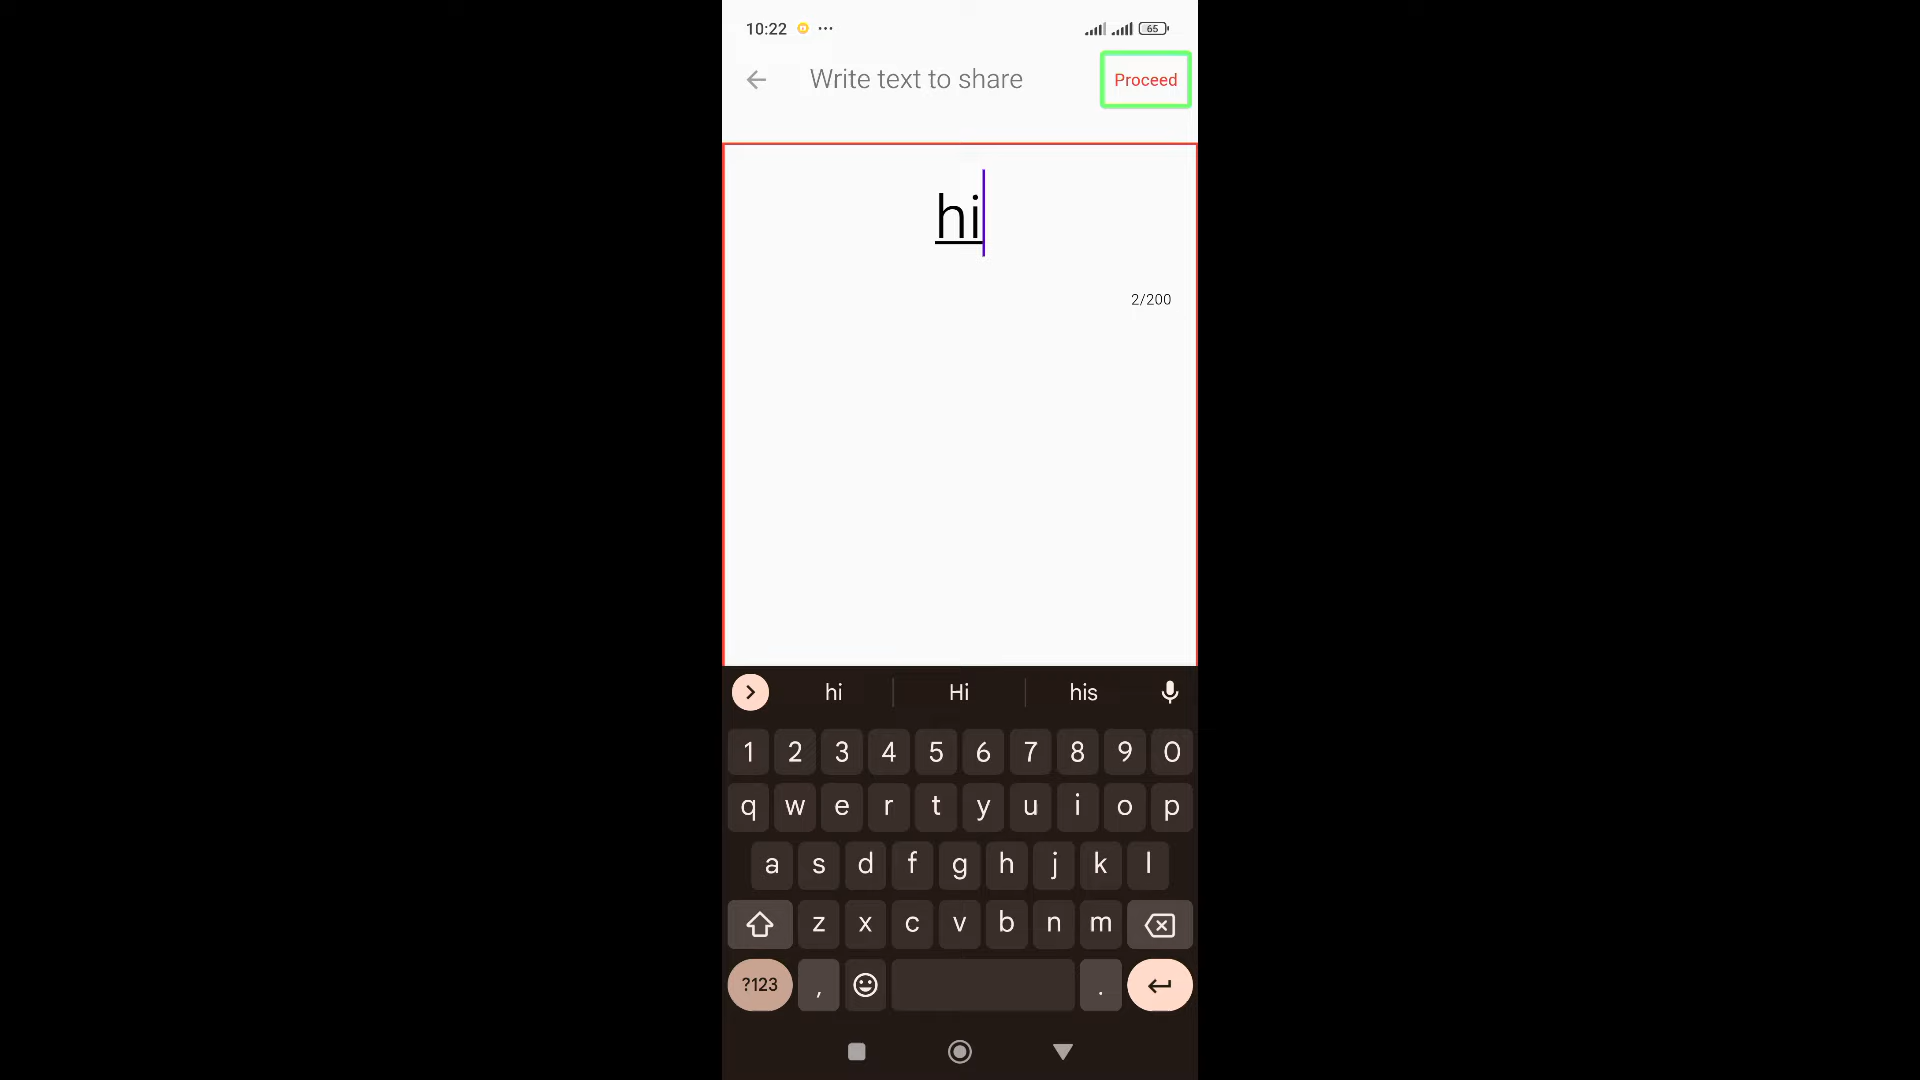 10:22 ... 65
Write text to share Proceed
hi
2/200
hi Hi his
1 2 3 4 5 6 7 8 9 0
q w e r t y u i o p
a s d f g h j k l
z x c v b n m
?123 , .